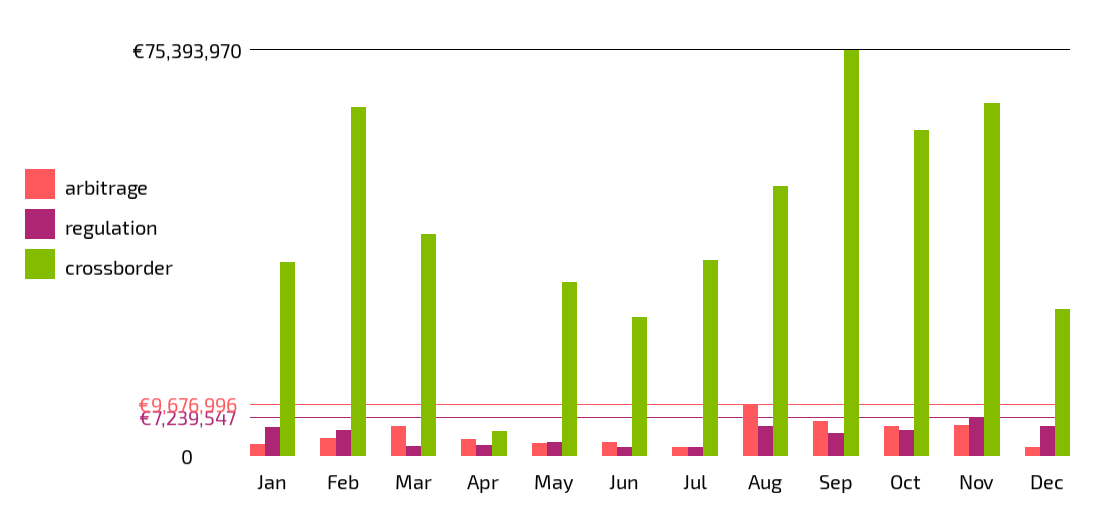 €75,393,970
arbitrage
regulation
crossborder
€9,676,996
€7,239,547
0
Jan Feb Mar Apr May Jun Jul Aug Sep Oct Nov Dec